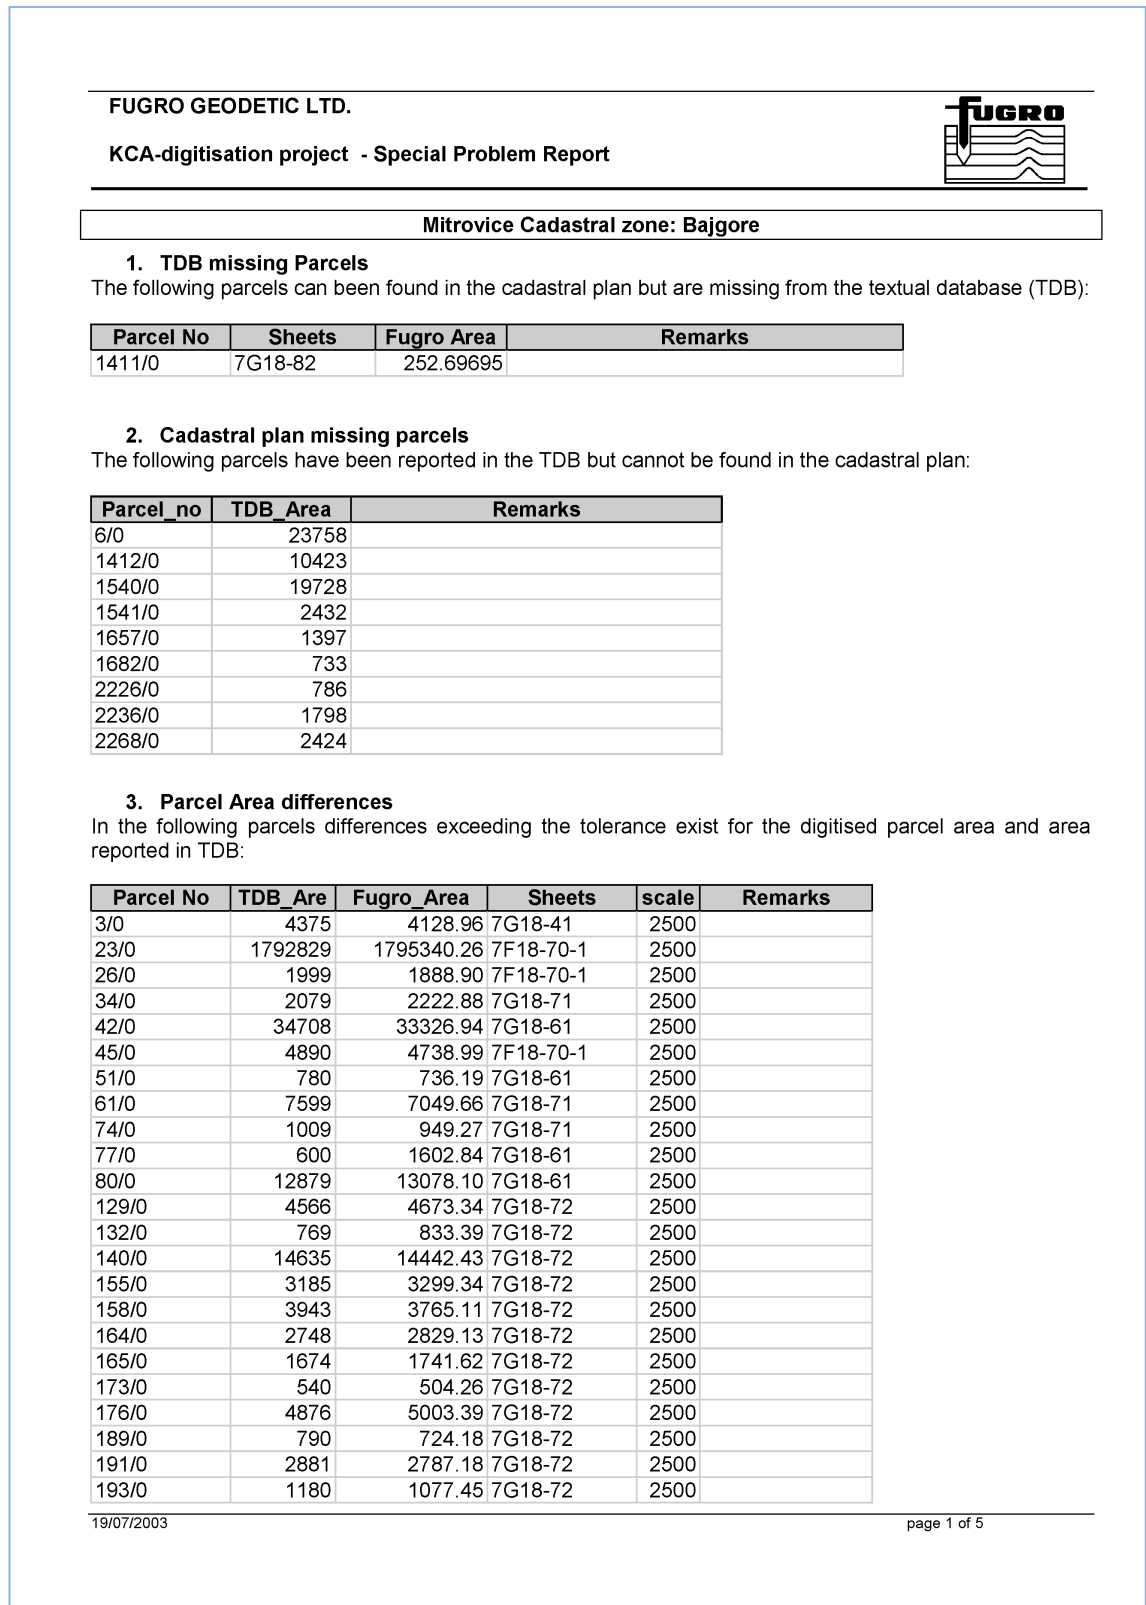 FUGRO GEODETIC LTD.
fUGRO
KCA-digitisation project - Special Problem Report
Mitrovice Cadastral zone: Bajgore
1. TDB missing Parcels
The following parcels can been found in the cadastral plan but are missing from the textual database (TDB):
Parcel No Sheets Fugro Area Remarks
1411/0 7G18-82 252.69695
2. Cadastral plan missing parcels
The following parcels have been reported in the TDB but cannot be found in the cadastral plan:
Parcel_no TDB_Area Remarks
6/0 23758
1412/0 10423
1540/0 19728
1541/0 2432
1657/0 1397
1682/0 733
2226/0 786
2236/0 1798
2268/0 2424
3. Parcel Area differences
In the following parcels differences exceeding the tolerance exist for the digitised parcel area and area
reported in TDB:
Parcel No TDB_Are Fugro_Area Sheets scale Remarks
3/0 4375 4128.96 7G18-41 2500
23/0 1792829 1795340.26 7F18-70-1 2500
26/0 1999 1888.90 7F18-70-1 2500
34/0 2079 2222.88 7G18-71 2500
42/0 34708 33326.94 7G18-61 2500
45/0 4890 4738.99 7F18-70-1 2500
51/0 780 736.19 7G18-61 2500
61/0 7599 7049.66 7G18-71 2500
74/0 1009 949.27 7G18-71 2500
77/0 600 1602.84 7G18-61 2500
80/0 12879 13078.10 7G18-61 2500
129/0 4566 4673.34 7G18-72 2500
132/0 769 833.39 7G18-72 2500
140/0 14635 14442.43 7G18-72 2500
155/0 3185 3299.34 7G18-72 2500
158/0 3943 3765.11 7G18-72 2500
164/0 2748 2829.13 7G18-72 2500
165/0 1674 1741.62 7G18-72 2500
173/0 540 504.26 7G18-72 2500
176/0 4876 5003.39 7G18-72 2500
189/0 790 724.18 7G18-72 2500
191/0 2881 2787.18 7G18-72 2500
193/0 1180 1077.45 7G18-72 2500
19/07/2003 page 1 of 5